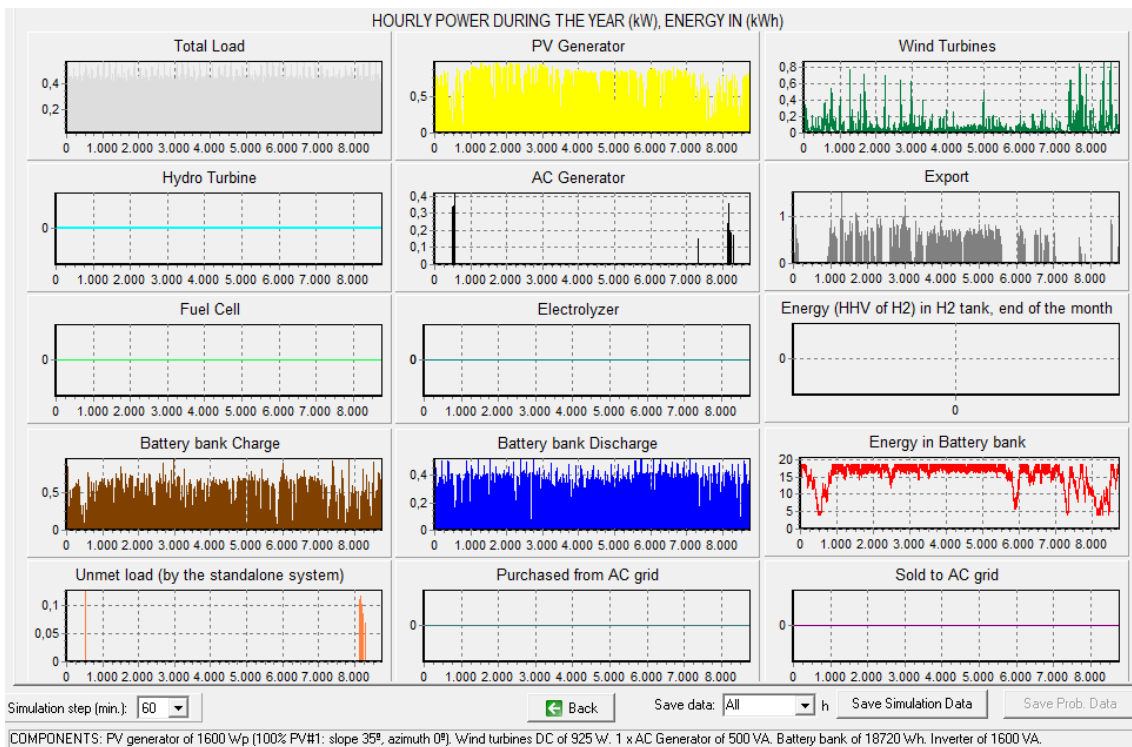 HOURLY POWER DURING THE YEAR (kW), ENERGY IN (kWh)
Total Load
0,4
0,2
0 1.000 2.000 3.000 4.000 5.000 6.000 7.000 8.000
PV Generator
0,5
0
0 1.000 2.000 3.000 4.000 5.000 6.000 7.000 8.000
Wind Turbines
0,8
0,6
0,4
0,2
0
0 1.000 2.000 3.000 4.000 5.000 6.000 7.000 8.000
Hydro Turbine
0
0 1.000 2.000 3.000 4.000 5.000 6.000 7.000 8.000
AC Generator
0,4
0,3
0,2
0,1
0
0 1.000 2.000 3.000 4.000 5.000 6.000 7.000 8.000
Export
1
0
0 1.000 2.000 3.000 4.000 5.000 6.000 7.000 8.000
Fuel Cell
0
0 1.000 2.000 3.000 4.000 5.000 6.000 7.000 8.000
Electrolyzer
0
0 1.000 2.000 3.000 4.000 5.000 6.000 7.000 8.000
Energy (HHV of H2) in H2 tank, end of the month
0
0
Battery bank Charge
0,5
0
0 1.000 2.000 3.000 4.000 5.000 6.000 7.000 8.000
Battery bank Discharge
0,4
0,2
0
0 1.000 2.000 3.000 4.000 5.000 6.000 7.000 8.000
Energy in Battery bank
20
15
10
5
0
0 1.000 2.000 3.000 4.000 5.000 6.000 7.000 8.000
Unmet load (by the standalone system)
0,1
0,05
0
0 1.000 2.000 3.000 4.000 5.000 6.000 7.000 8.000
Purchased from AC grid
0
0 1.000 2.000 3.000 4.000 5.000 6.000 7.000 8.000
Sold to AC grid
0
0 1.000 2.000 3.000 4.000 5.000 6.000 7.000 8.000
Simulation step (min.): 60
Back
Save data: All h
Save Simulation Data
Save Prob. Data
COMPONENTS: PV generator of 1600 Wp (100% PV#1: slope 35º, azimuth 0º). Wind turbines DC of 925 W. 1 x AC Generator of 500 VA. Battery bank of 18720 Wh. Inverter of 1600 VA.